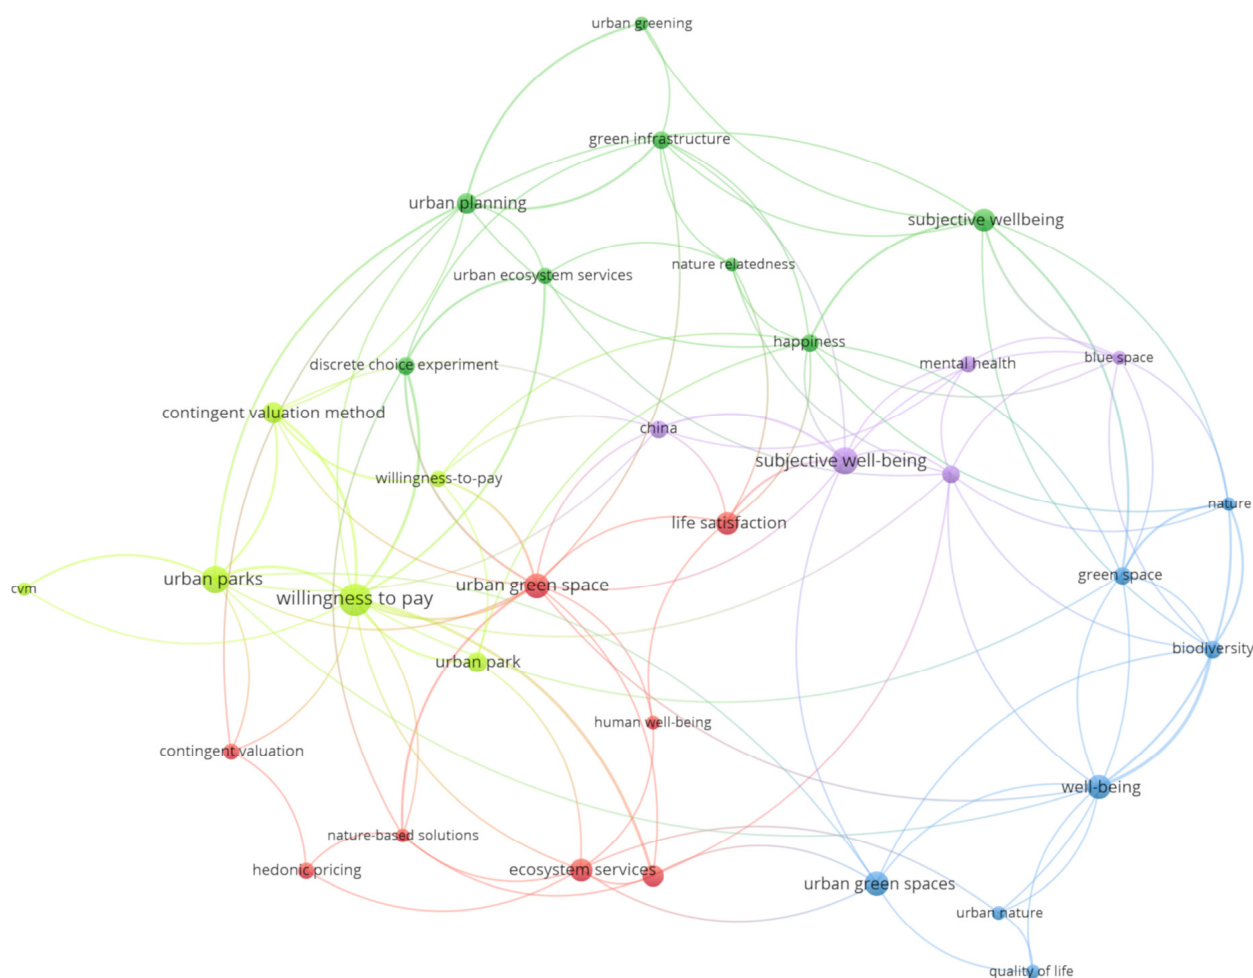 urban greening
green infrastructure
urban planning
subjective wellbeing
nature relatedness
urban ecosystem services
happiness
blue space
mental health
discrete choice experiment
contingent valuation method
china
subjective well-being
willingness-to-pay
nature
life satisfaction
green space
urban parks
urban green space
cvm
willingness to pay
biodiversity
urban park
human well-being
contingent valuation
well-being
nature-based solutions
hedonic pricing
ecosystem services
urban green spaces
urban nature
quality of life